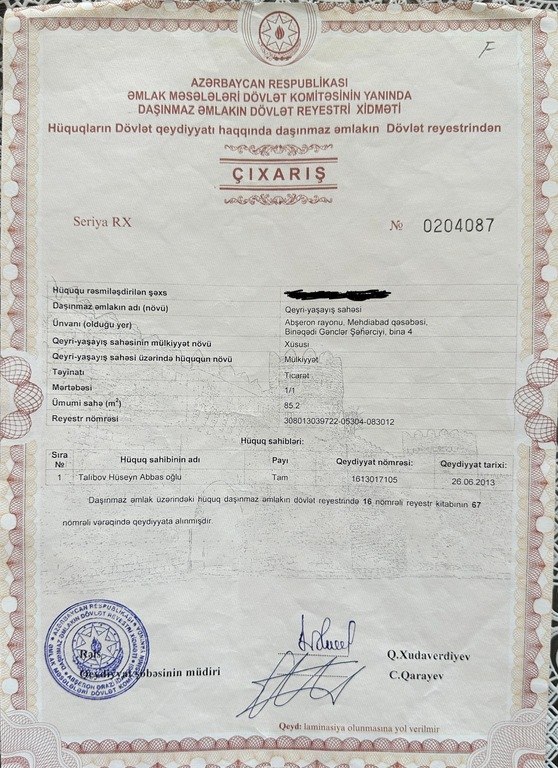 F
AZƏRBAYCAN RESPUBLİKASI
ƏMLAK MƏSƏLƏLƏRİ DÖVLƏT KOMİTƏSİNİN YANINDA
DAŞINMAZ ƏMLAKIN DÖVLƏT REYESTRİ XİDMƏTİ
Hüquqların Dövlət qeydiyyatı haqqında daşınmaz əmlakın Dövlət reyestrindən
ÇIXARIŞ
Seriya RX № 0204087
Hüququ rəsmiləşdirilən şəxs
Daşınmaz əmlakın adı (növü) Qeyri-yaşayış sahəsi
Ünvanı (olduğu yer) Abşeron rayonu, Mehdiabad qəsəbəsi,
Binəqədi Gənclər Şəhərciyi, bina 4
Qeyri-yaşayış sahəsinin mülkiyyət növü Xüsusi
Qeyri-yaşayış sahəsi üzərində hüququn növü Mülkiyyət
Təyinatı Ticarət
Mərtəbəsi 1/1
Ümumi sahə (m²) 85.2
Reyestr nömrəsi 308013039722-05304-083012
Hüquq sahibləri:
Sıra № Hüquq sahibinin adı Payı Qeydiyyat nömrəsi: Qeydiyyat tarixi:
1 Talıbov Hüseyn Abbas oğlu Tam 1613017105 26.06.2013
Daşınmaz əmlak üzərindəki hüquq daşınmaz əmlakın dövlət reyestrində 16 nömrəli reyestr kitabının 67
nömrəli vərəqində qeydiyyata alınmışdır.
Rəis Q.Xudaverdiyev
Qeydiyyat şöbəsinin müdiri C.Qarayev
Qeyd: laminasiya olunmasına yol verilmir